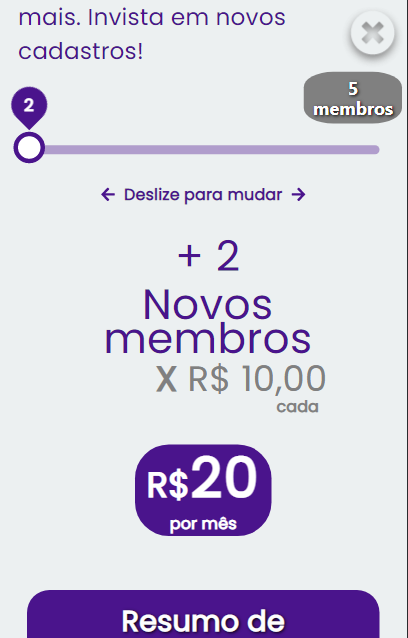 mais. Invista em novos
cadastros!
5
membros
2
← Deslize para mudar →
+ 2
Novos
membros
X R$ 10,00
cada
R$20
por mês
Resumo de